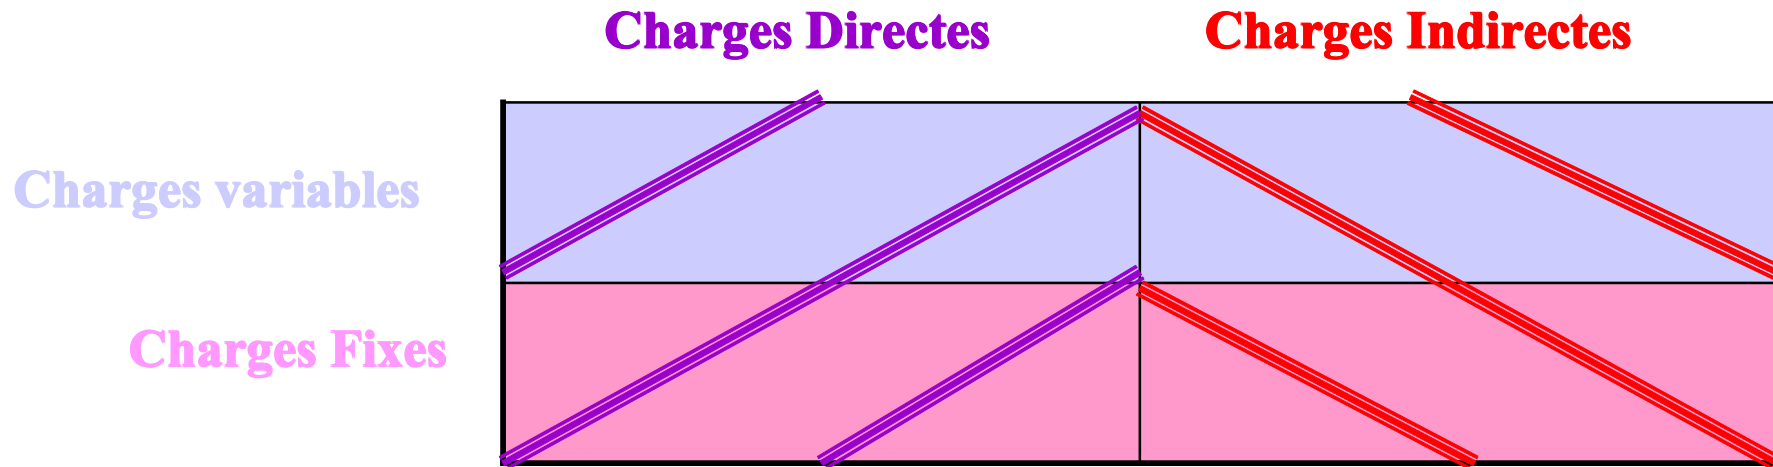 Charges Directes
Charges Indirectes
Charges variables
Charges Fixes